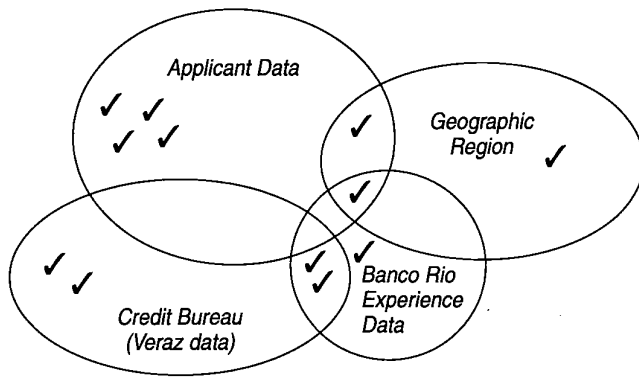 Applicant Data
Geographic
Region
Banco Rio
Experience
Data
Credit Bureau
(Veraz data)